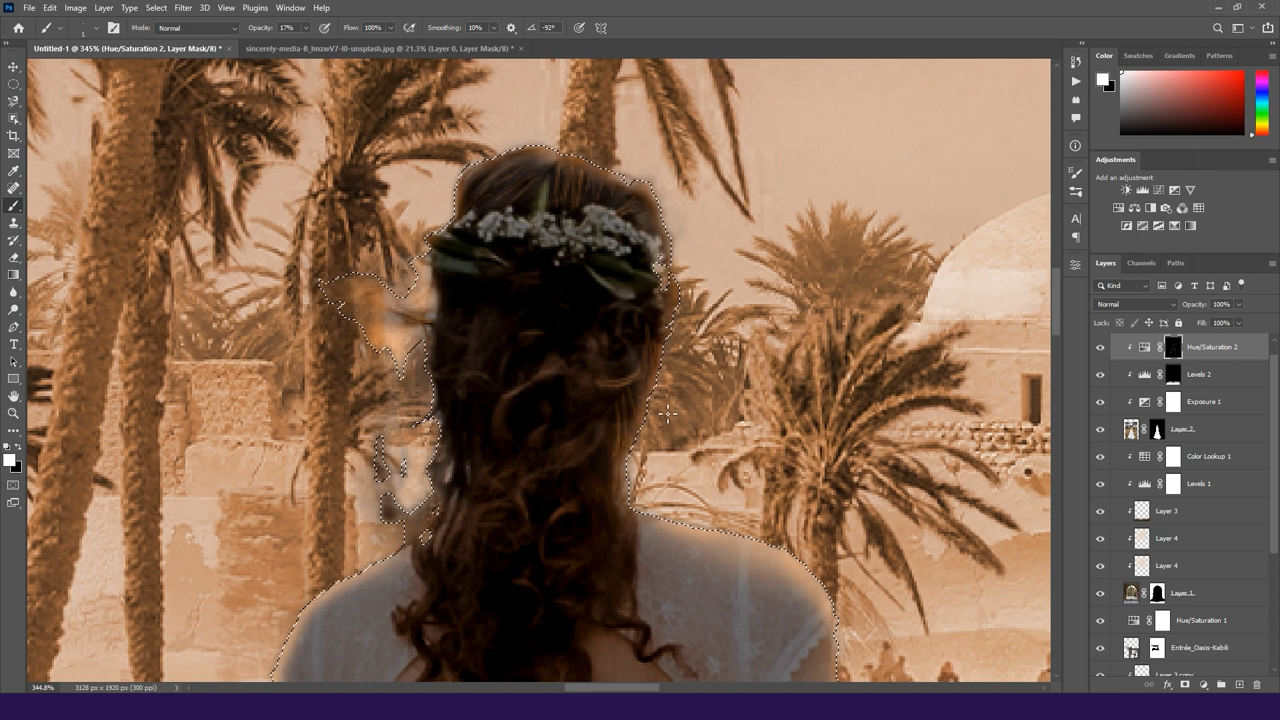 File Edit Image Layer Type Select Filter 3D View Plugins Window Help
Mode: Normal Opacity: 17% Flow: 100% Smoothing: 10% -92°
Untitled-1 @ 345% (Hue/Saturation 2, Layer Mask/8) * × sincerely-media-B_ImzwV7-I0-unsplash.jpg @ 21.3% (Layer 0, Layer Mask/8) * ×
Color Swatches Gradients Patterns
Adjustments
Add an adjustment
Layers Channels Paths
Kind
Normal Opacity: 100%
Lock: Fill: 100%
Hue/Saturation 2
Levels 2
Exposure 1
Layer 2
Color Lookup 1
Levels 1
Layer 3
Layer 4
Layer 4
Layer 1
Hue/Saturation 1
Entrée_Oasis-Kebili
Layer 3 copy
344.8% 3128 px x 1920 px (300 ppi)